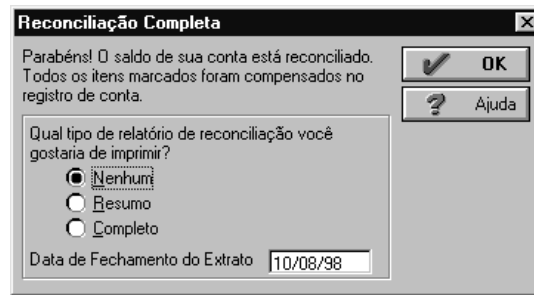 Reconciliação Completa
Parabéns! O saldo de sua conta está reconciliado.
Todos os itens marcados foram compensados no
registro de conta.
OK
Ajuda
Qual tipo de relatório de reconciliação você
gostaria de imprimir?
Nenhum
Resumo
Completo
Data de Fechamento do Extrato 10/08/98